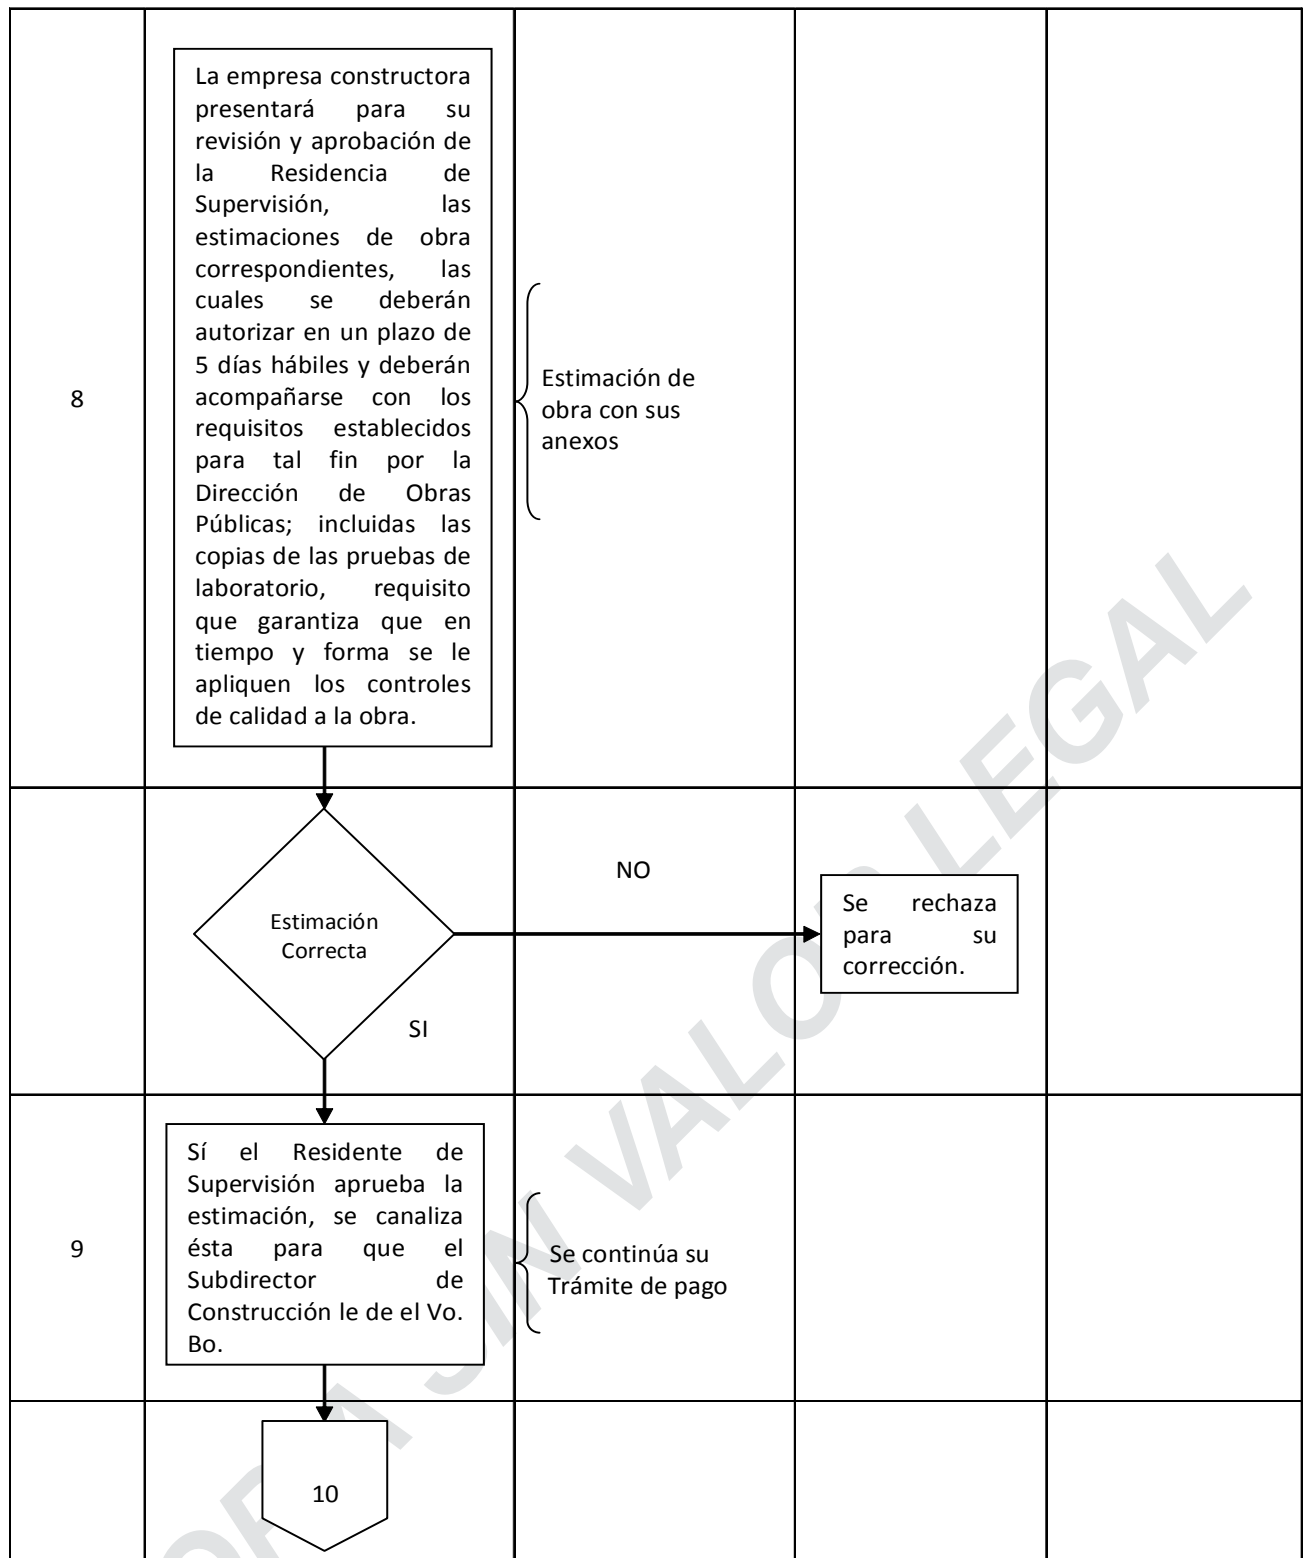 8
La empresa constructora
presentará para su
revisión y aprobación de
la Residencia de
Supervisión, las
estimaciones de obra
correspondientes, las
cuales se deberán
autorizar en un plazo de
5 días hábiles y deberán
acompañarse con los
requisitos establecidos
para tal fin por la
Dirección de Obras
Públicas; incluidas las
copias de las pruebas de
laboratorio, requisito
que garantiza que en
tiempo y forma se le
apliquen los controles
de calidad a la obra.
Estimación de
obra con sus
anexos
Estimación
Correcta
NO
SI
Se rechaza
para su
corrección.
9
Sí el Residente de
Supervisión aprueba la
estimación, se canaliza
ésta para que el
Subdirector de
Construcción le de el Vo.
Bo.
Se continúa su
Trámite de pago
10
SIN VALOR LEGAL